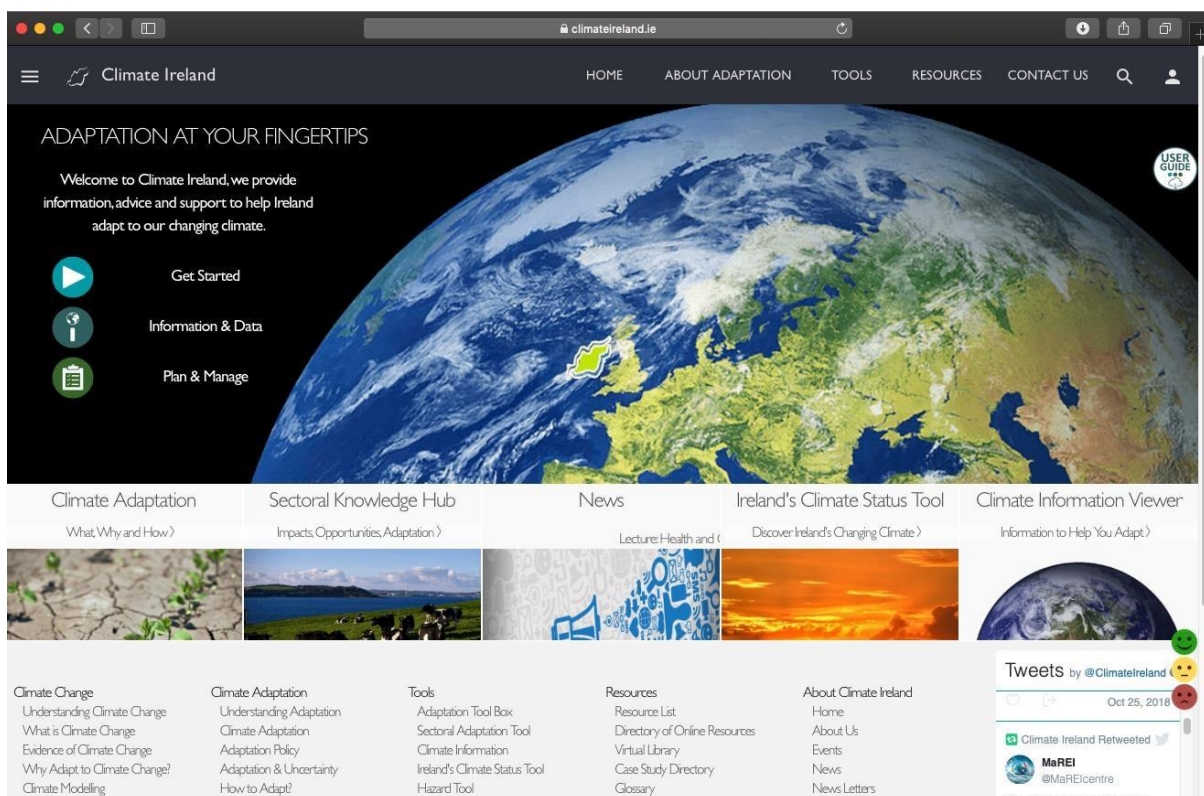 climateireland.ie
Climate Ireland
HOME ABOUT ADAPTATION TOOLS RESOURCES CONTACT US
ADAPTATION AT YOUR FINGERTIPS
Welcome to Climate Ireland, we provide
information, advice and support to help Ireland
adapt to our changing climate.
Get Started
Information & Data
Plan & Manage
USER
GUIDE
Climate Adaptation
What, Why and How >
Sectoral Knowledge Hub
Impacts, Opportunities, Adaptation >
News
Lecture: Health and
Ireland's Climate Status Tool
Discover Ireland's Changing Climate >
Climate Information Viewer
Information to Help You Adapt >
SMS
Climate Change
Understanding Climate Change
What is Climate Change
Evidence of Climate Change
Why Adapt to Climate Change?
Climate Modelling
Climate Adaptation
Understanding Adaptation
Climate Adaptation
Adaptation Policy
Adaptation & Uncertainty
How to Adapt?
Tools
Adaptation Tool Box
Sectoral Adaptation Tool
Climate Information
Ireland's Climate Status Tool
Hazard Tool
Resources
Resource List
Directory of Online Resources
Virtual Library
Case Study Directory
Glossary
About Climate Ireland
Home
About Us
Events
News
News Letters
Tweets by @ClimateIreland
Oct 25, 2018
Climate Ireland Retweeted
MaREI
@MaREIcentre